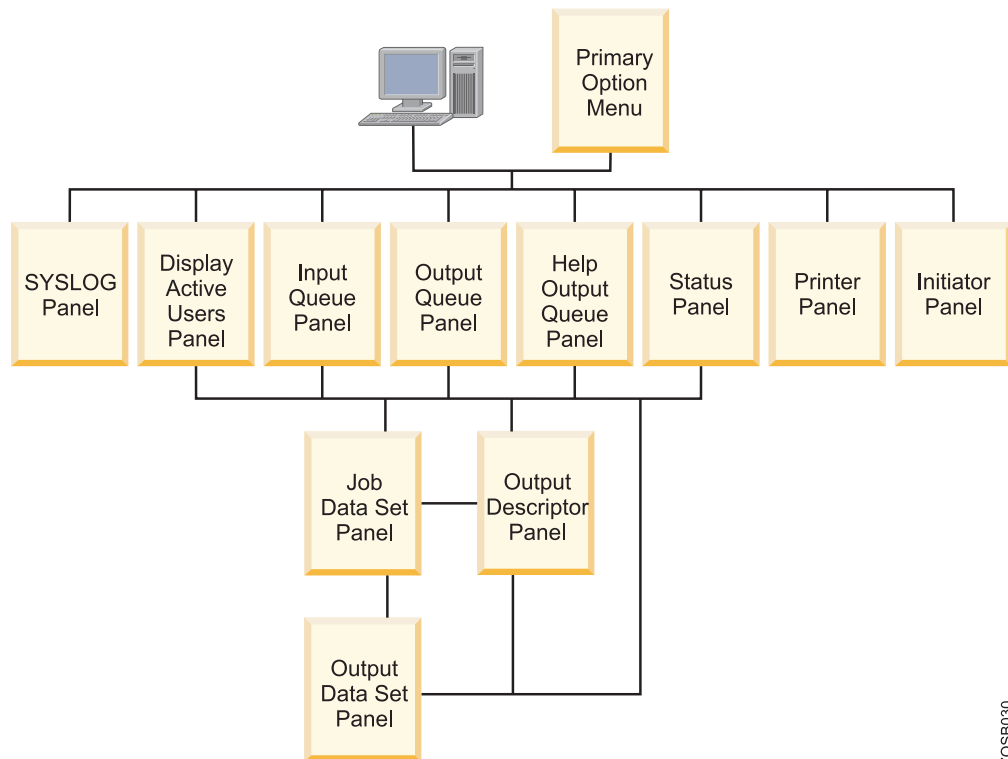 Primary
Option
Menu
SYSLOG
Panel
Display
Active
Users
Panel
Input
Queue
Panel
Output
Queue
Panel
Help
Output
Queue
Panel
Status
Panel
Printer
Panel
Initiator
Panel
Job
Data Set
Panel
Output
Descriptor
Panel
Output
Data Set
Panel